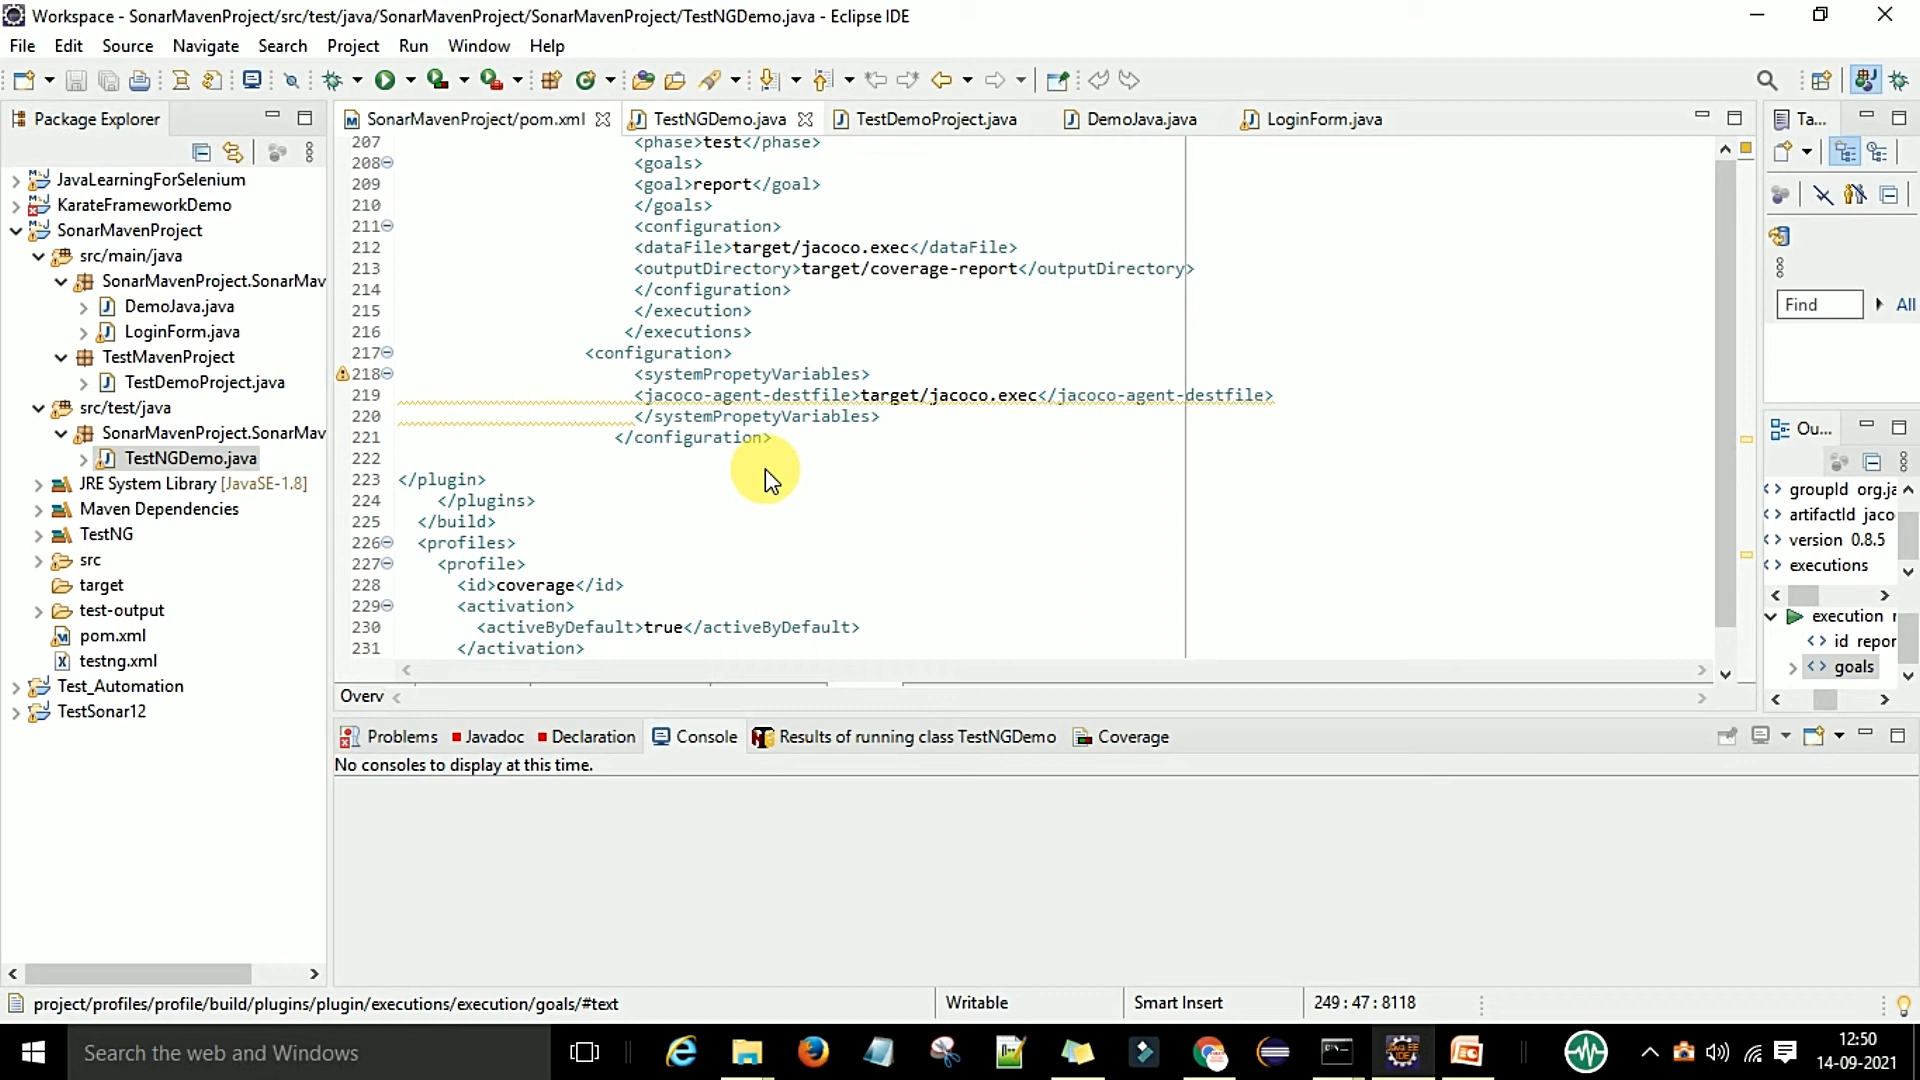 Workspace - SonarMavenProject/src/test/java/SonarMavenProject/SonarMavenProject/TestNGDemo.java - Eclipse IDE
File Edit Source Navigate Search Project Run Window Help
Package Explorer
JavaLearningForSelenium
KarateFrameworkDemo
SonarMavenProject
src/main/java
SonarMavenProject.SonarMav
DemoJava.java
LoginForm.java
TestMavenProject
TestDemoProject.java
src/test/java
SonarMavenProject.SonarMav
TestNGDemo.java
JRE System Library [JavaSE-1.8]
Maven Dependencies
TestNG
src
target
test-output
pom.xml
testng.xml
Test_Automation
TestSonar12
SonarMavenProject/pom.xml TestNGDemo.java TestDemoProject.java DemoJava.java LoginForm.java
207 <phase>test</phase>
208 <goals>
209 <goal>report</goal>
210 </goals>
211 <configuration>
212 <dataFile>target/jacoco.exec</dataFile>
213 <outputDirectory>target/coverage-report</outputDirectory>
214 </configuration>
215 </execution>
216 </executions>
217 <configuration>
218 <systemPropetyVariables>
219 <jacoco-agent-destfile>target/jacoco.exec</jacoco-agent-destfile>
220 </systemPropetyVariables>
221 </configuration>
222
223 </plugin>
224 </plugins>
225 </build>
226 <profiles>
227 <profile>
228 <id>coverage</id>
229 <activation>
230 <activeByDefault>true</activeByDefault>
231 </activation>
Overv
Ta...
Find All
Ou...
groupId org.ja
artifactId jaco
version 0.8.5
executions
execution r
id repor
goals
Problems Javadoc Declaration Console Results of running class TestNGDemo Coverage
No consoles to display at this time.
project/profiles/profile/build/plugins/plugin/executions/execution/goals/#text Writable Smart Insert 249 : 47 : 8118
Search the web and Windows
12:50
14-09-2021